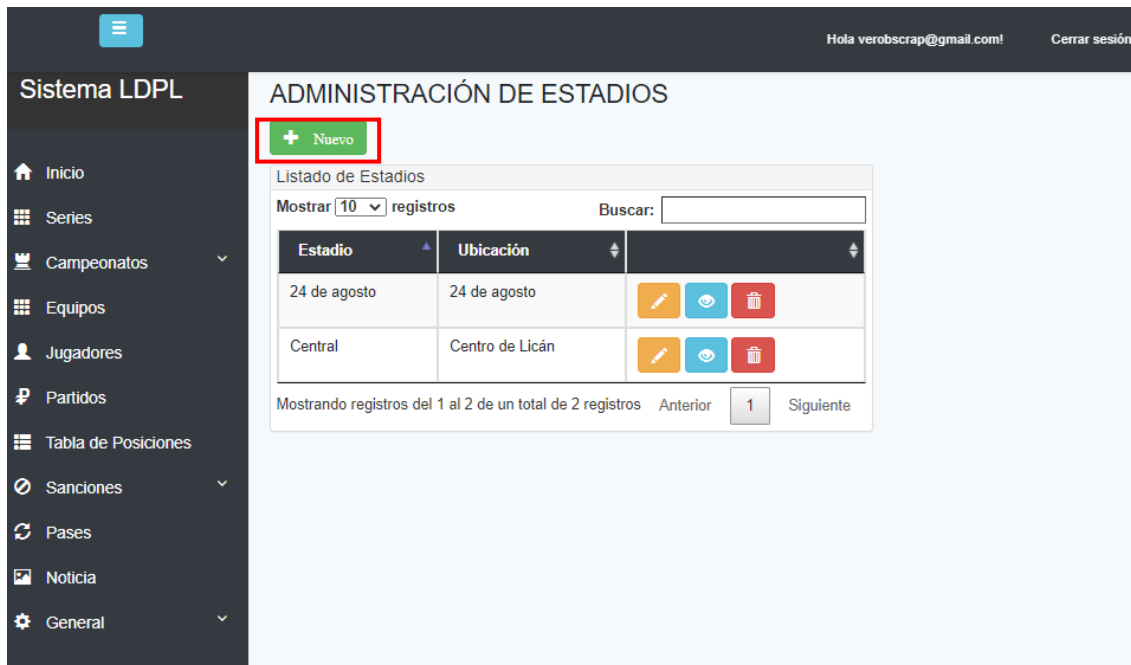 Hola verobscrap@gmail.com! Cerrar sesión
Sistema LDPL
Inicio
Series
Campeonatos
Equipos
Jugadores
Partidos
Tabla de Posiciones
Sanciones
Pases
Noticia
General
ADMINISTRACIÓN DE ESTADIOS
Nuevo
Listado de Estadios
Mostrar 10 registros Buscar:
Estadio Ubicación
24 de agosto 24 de agosto
Central Centro de Licán
Mostrando registros del 1 al 2 de un total de 2 registros Anterior 1 Siguiente